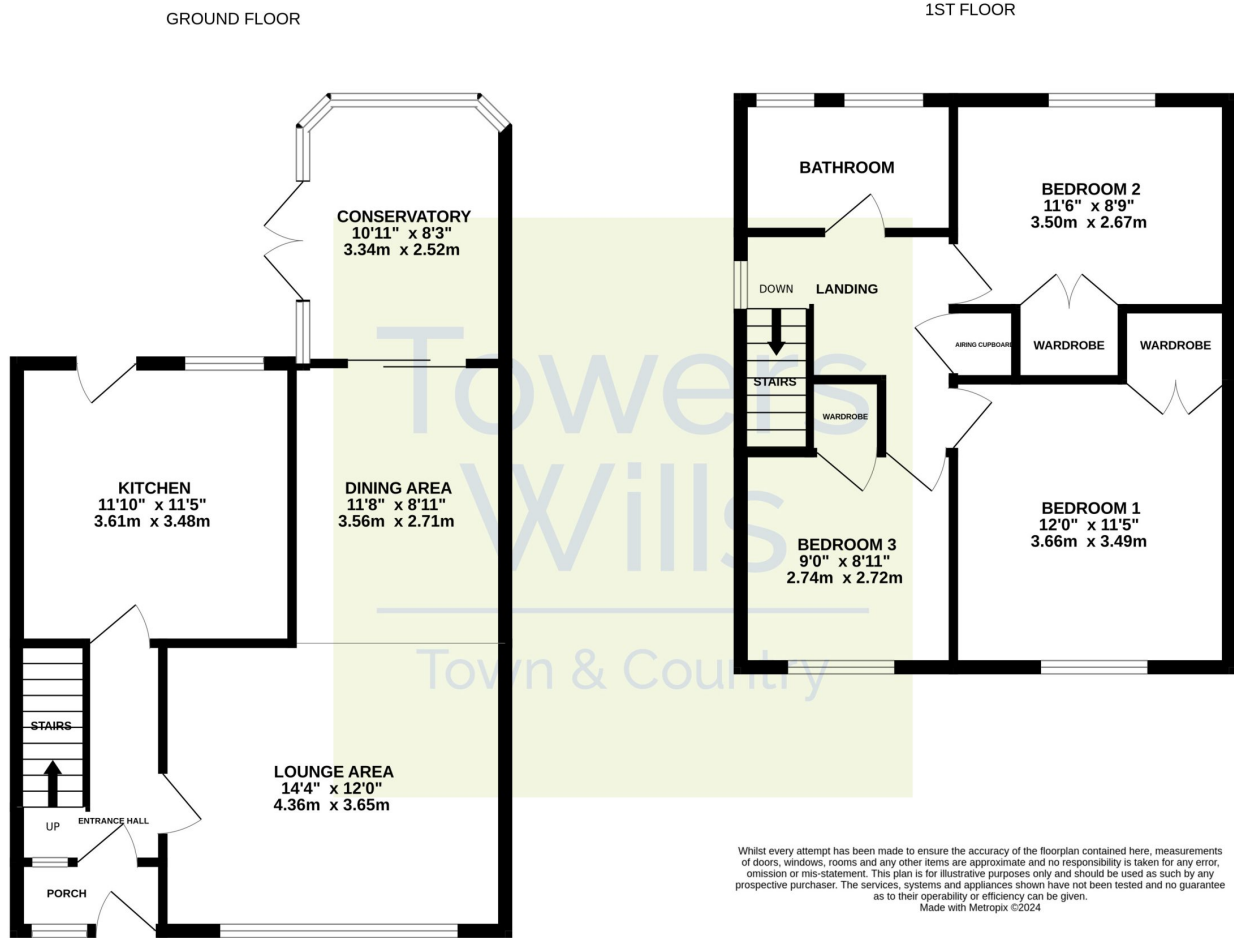 GROUND FLOOR
CONSERVATORY
10'11" x 8'3"
3.34m x 2.52m
KITCHEN
11'10" x 11'5"
3.61m x 3.48m
DINING AREA
11'8" x 8'11"
3.56m x 2.71m
STAIRS
LOUNGE AREA
14'4" x 12'0"
4.36m x 3.65m
UP
ENTRANCE HALL
PORCH
1ST FLOOR
BATHROOM
BEDROOM 2
11'6" x 8'9"
3.50m x 2.67m
DOWN
LANDING
AIRING CUPBOARD
WARDROBE
WARDROBE
STAIRS
WARDROBE
BEDROOM 1
12'0" x 11'5"
3.66m x 3.49m
BEDROOM 3
9'0" x 8'11"
2.74m x 2.72m
Towers
Wills
Town & Country
Whilst every attempt has been made to ensure the accuracy of the floorplan contained here, measurements
of doors, windows, rooms and any other items are approximate and no responsibility is taken for any error,
omission or mis-statement. This plan is for illustrative purposes only and should be used as such by any
prospective purchaser. The services, systems and appliances shown have not been tested and no guarantee
as to their operability or efficiency can be given.
Made with Metropix ©2024